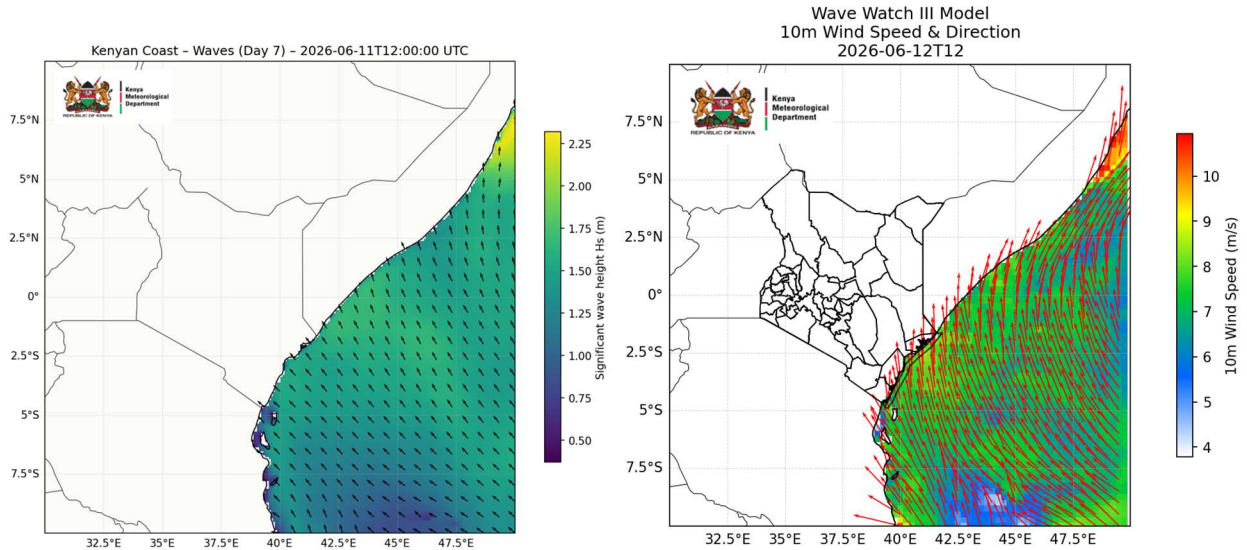 Kenyan Coast – Waves (Day 7) – 2026-06-11T12:00:00 UTC
Kenya
Meteorological
Department
REPUBLIC OF KENYA
7.5°N
5°N
2.5°N
0°
2.5°S
5°S
7.5°S
32.5°E 35°E 37.5°E 40°E 42.5°E 45°E 47.5°E
2.25
2.00
1.75
1.50
1.25
1.00
0.75
0.50
Significant wave height Hs (m)
Wave Watch III Model
10m Wind Speed & Direction
2026-06-12T12
Kenya
Meteorological
Department
REPUBLIC OF KENYA
7.5°N
5°N
2.5°N
0°
2.5°S
5°S
7.5°S
32.5°E 35°E 37.5°E 40°E 42.5°E 45°E 47.5°E
10
9
8
7
6
5
4
10m Wind Speed (m/s)